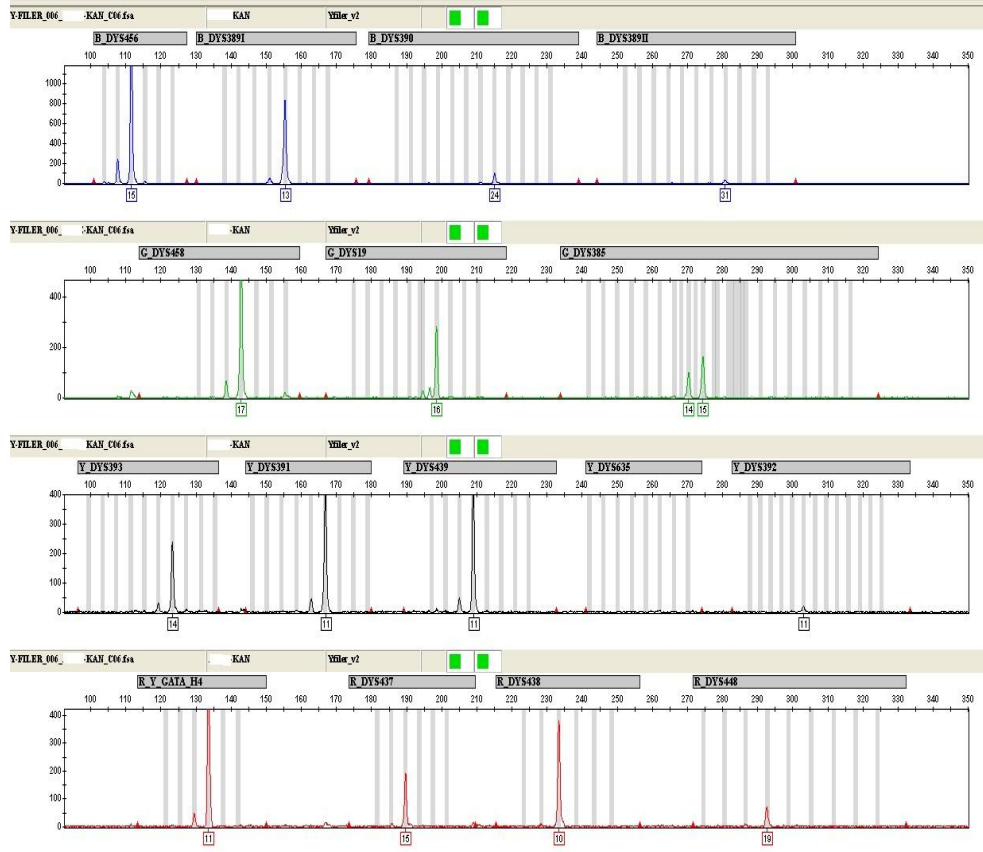 Y-FILER_006_ -KAN_C06.fsa -KAN Yfiler_v2
B_DYS456 B_DYS389I B_DYS390 B_DYS389II
100 110 120 130 140 150 160 170 180 190 200 210 220 230 240 250 260 270 280 290 300 310 320 330 340 350
1000
800
600
400
200
0
15 13 24 31
Y-FILER_006_ -KAN_C06.fsa -KAN Yfiler_v2
G_DYS458 G_DYS19 G_DYS385
100 110 120 130 140 150 160 170 180 190 200 210 220 230 240 250 260 270 280 290 300 310 320 330 340 350
400
200
0
17 16 14 15
Y-FILER_006_ KAN_C06.fsa -KAN Yfiler_v2
Y_DYS393 Y_DYS391 Y_DYS439 Y_DYS635 Y_DYS392
100 110 120 130 140 150 160 170 180 190 200 210 220 230 240 250 260 270 280 290 300 310 320 330 340 350
400
300
200
100
0
14 11 11 11
Y-FILER_006_ -KAN_C06.fsa -KAN Yfiler_v2
R_Y_GATA_H4 R_DYS437 R_DYS438 R_DYS448
100 110 120 130 140 150 160 170 180 190 200 210 220 230 240 250 260 270 280 290 300 310 320 330 340 350
400
300
200
100
0
11 15 10 19